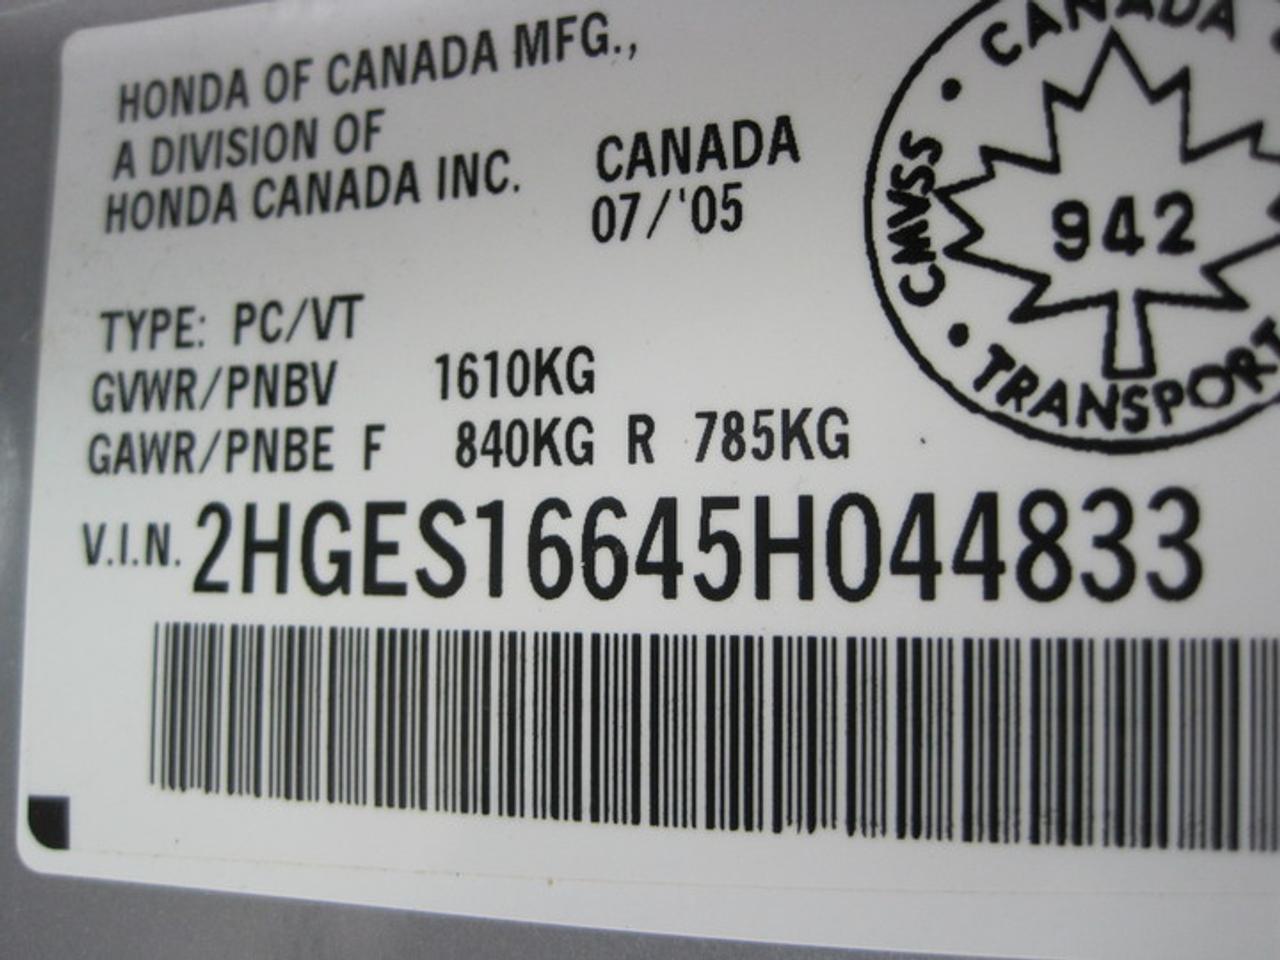 HONDA OF CANADA MFG.,
A DIVISION OF
HONDA CANADA INC.
CANADA
07/'05
TYPE: PC/VT
GVWR/PNBV 1610KG
GAWR/PNBE F 840KG R 785KG
V.I.N. 2HGES16645H044833
CANADA
942
CMVSS
TRANSPORT